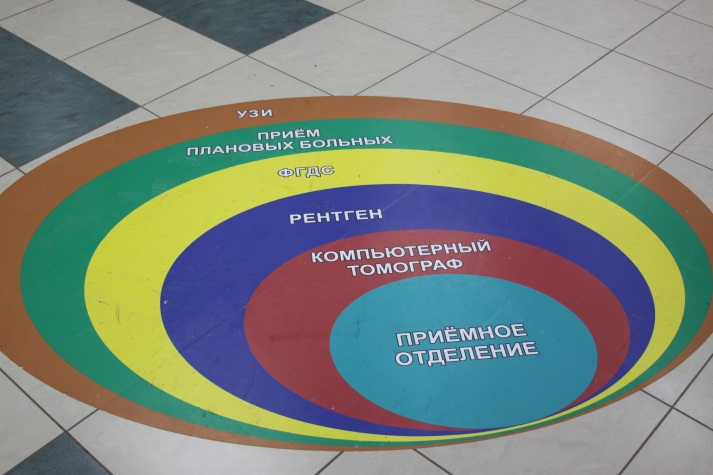 УЗИ
ПРИЁМ
ПЛАНОВЫХ БОЛЬНЫХ
ФГДС
РЕНТГЕН
КОМПЬЮТЕРНЫЙ
ТОМОГРАФ
ПРИЁМНОЕ
ОТДЕЛЕНИЕ